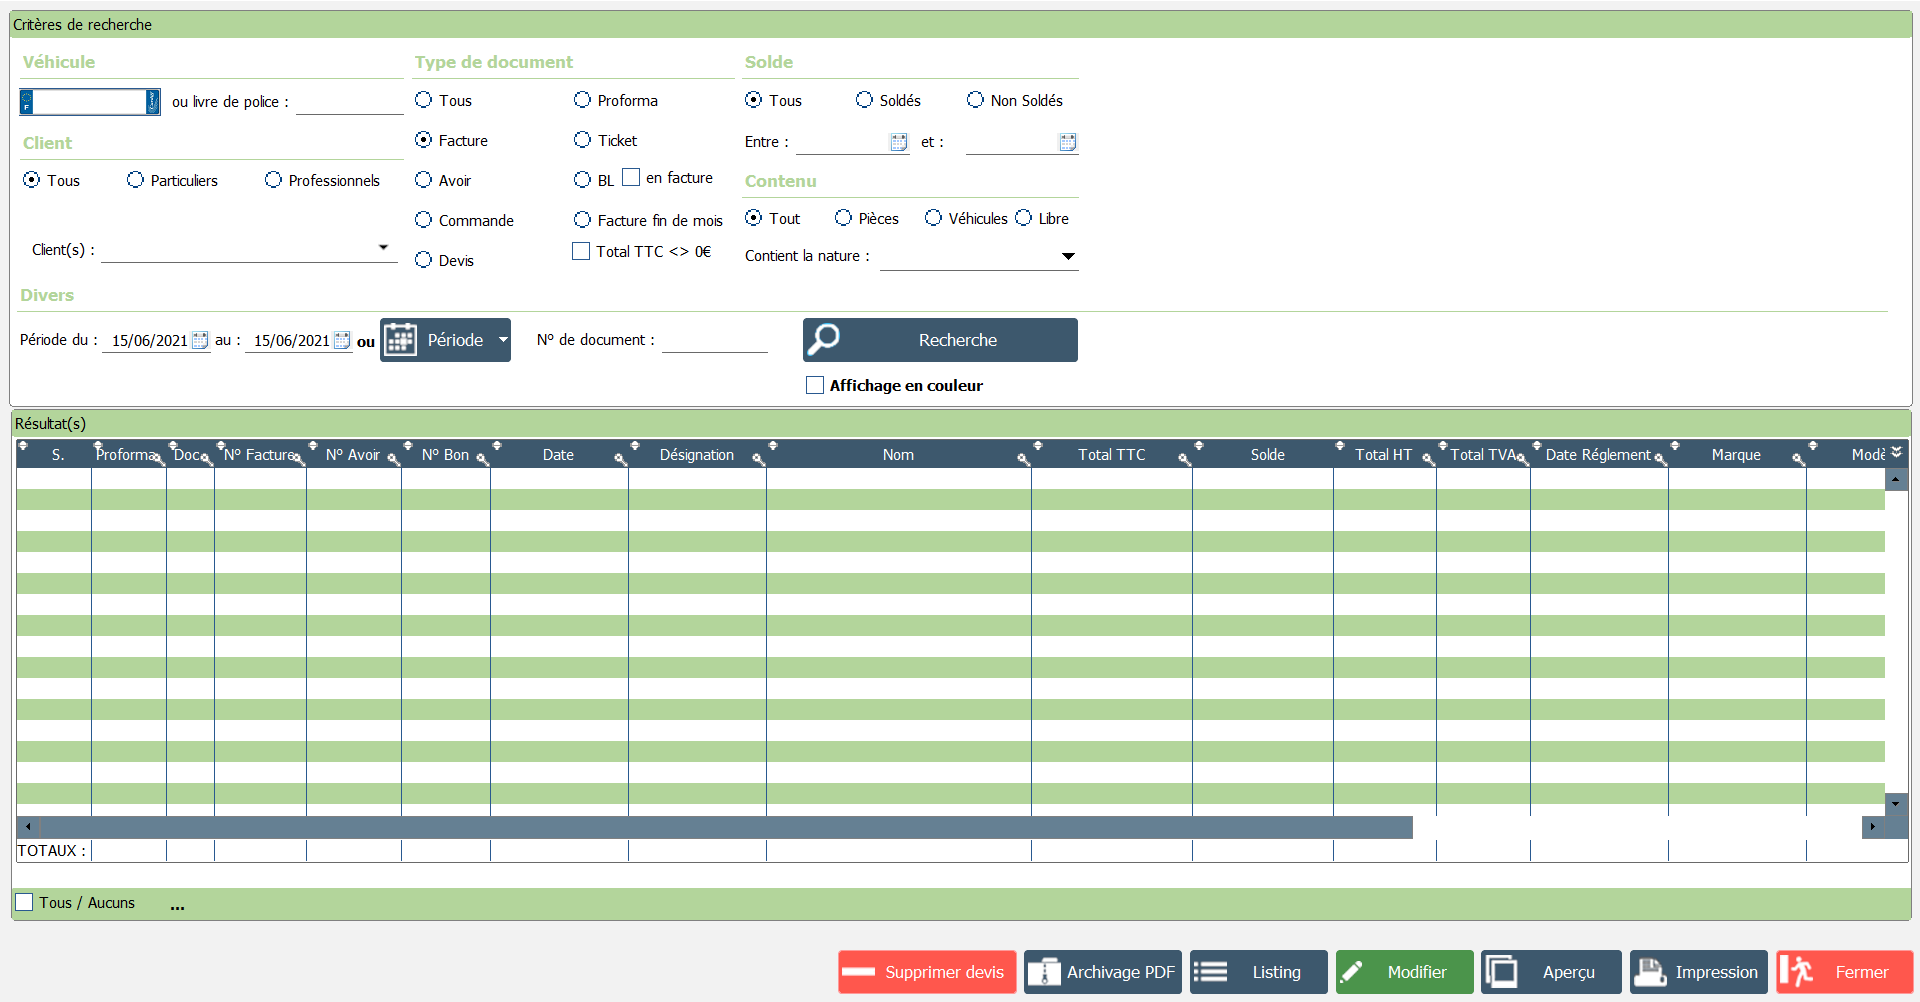 Critères de recherche
Véhicule
F
ou livre de police :
Client
Tous
Particuliers
Professionnels
Client(s) :
Type de document
Tous
Proforma
Facture
Ticket
Avoir
BL
en facture
Commande
Facture fin de mois
Total TTC <> 0€
Devis
Solde
Tous
Soldés
Non Soldés
Entre :
et :
Contenu
Tout
Pièces
Véhicules
Libre
Contient la nature :
Divers
Période du : 15/06/2021 au : 15/06/2021 ou
Période
N° de document :
Recherche
Affichage en couleur
Résultat(s)
S.
Proforma
Doc
N° Facture
N° Avoir
N° Bon
Date
Désignation
Nom
Total TTC
Solde
Total HT
Total TVA
Date Réglement
Marque
Modè
TOTAUX :
Tous / Aucuns
...
Supprimer devis
Archivage PDF
Listing
Modifier
Aperçu
Impression
Fermer